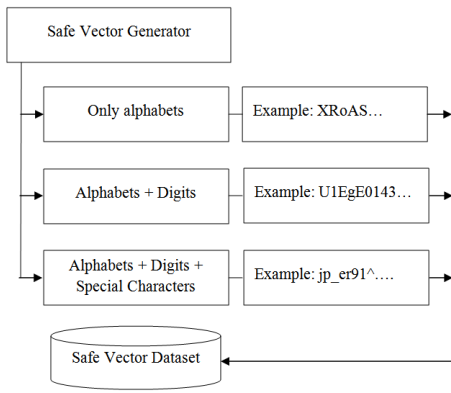 Safe Vector Generator
Only alphabets
Example: XRoAS…
Alphabets + Digits
Example: U1EgE0143…
Alphabets + Digits +
Special Characters
Example: jp_er91^….
Safe Vector Dataset